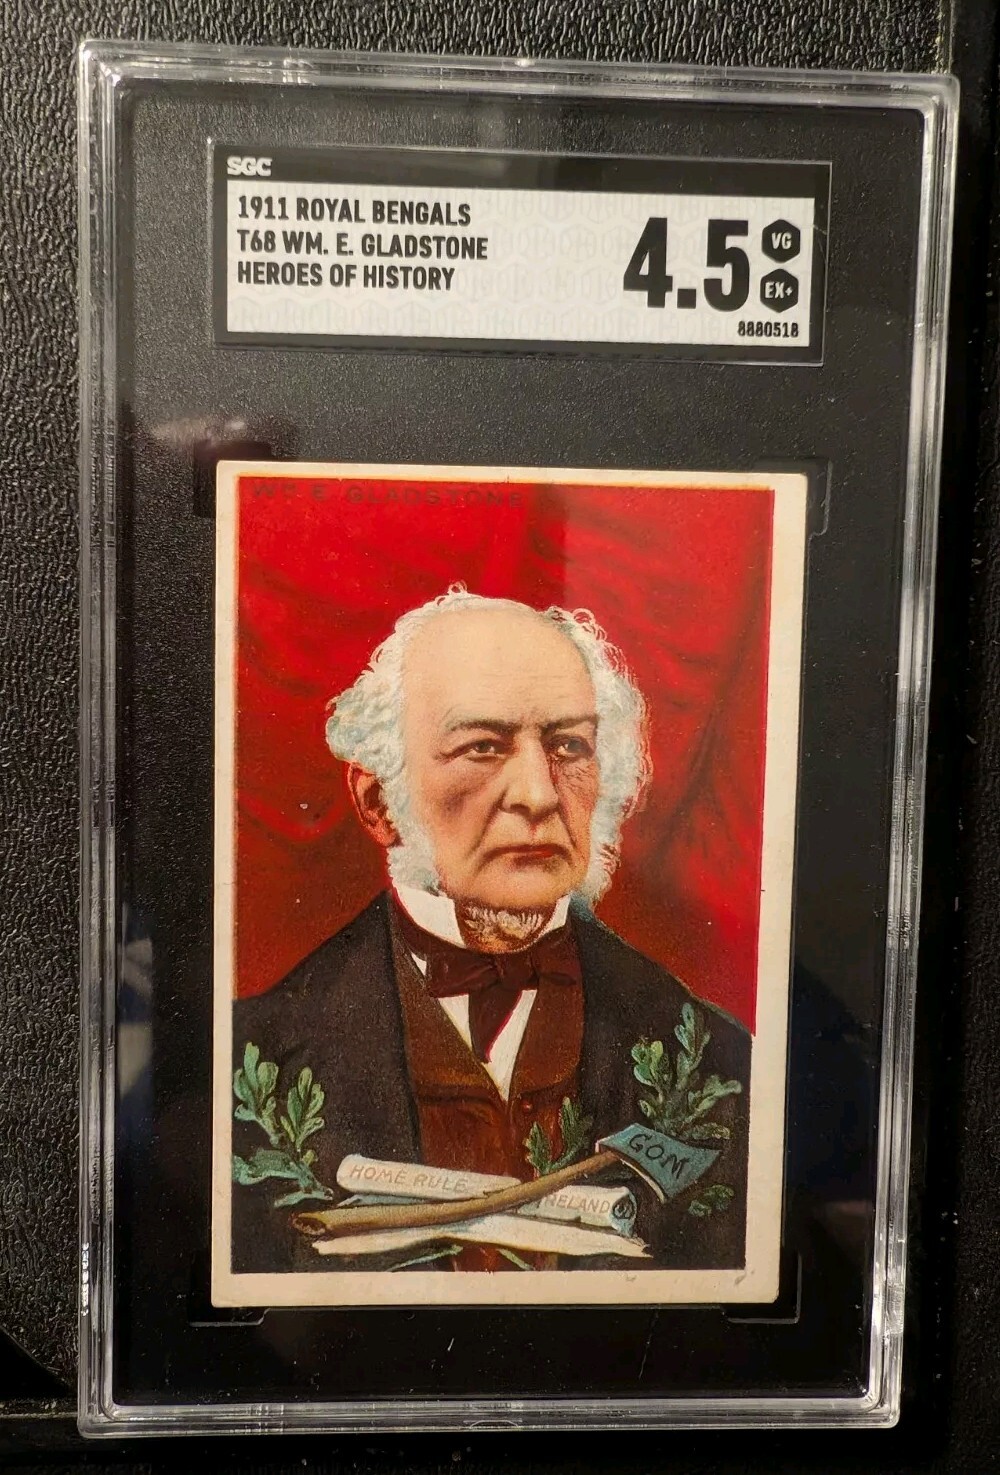 SGC
1911 ROYAL BENGALS
T68 WM. E. GLADSTONE
HEROES OF HISTORY
4.5
VG
EX+
8880518
WM E GLADSTONE
GOM
HOME RULE
IRELAND